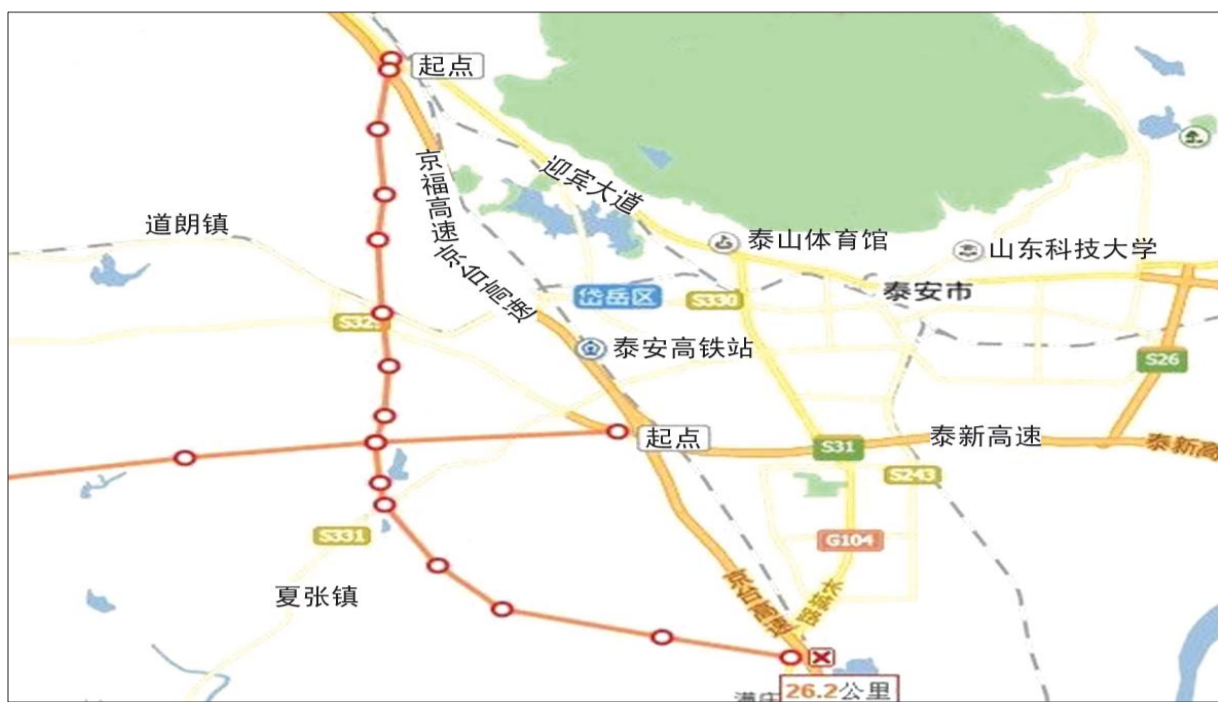 起点
京福高速
迎宾大道
道朗镇
泰山体育馆
山东科技大学
京台高速
岱岳区
S330
泰安市
泰安高铁站
S26
起点
S31
泰新高速
泰新高
S243
S331
G104
夏张镇
京台高速
长城路
26.2公里